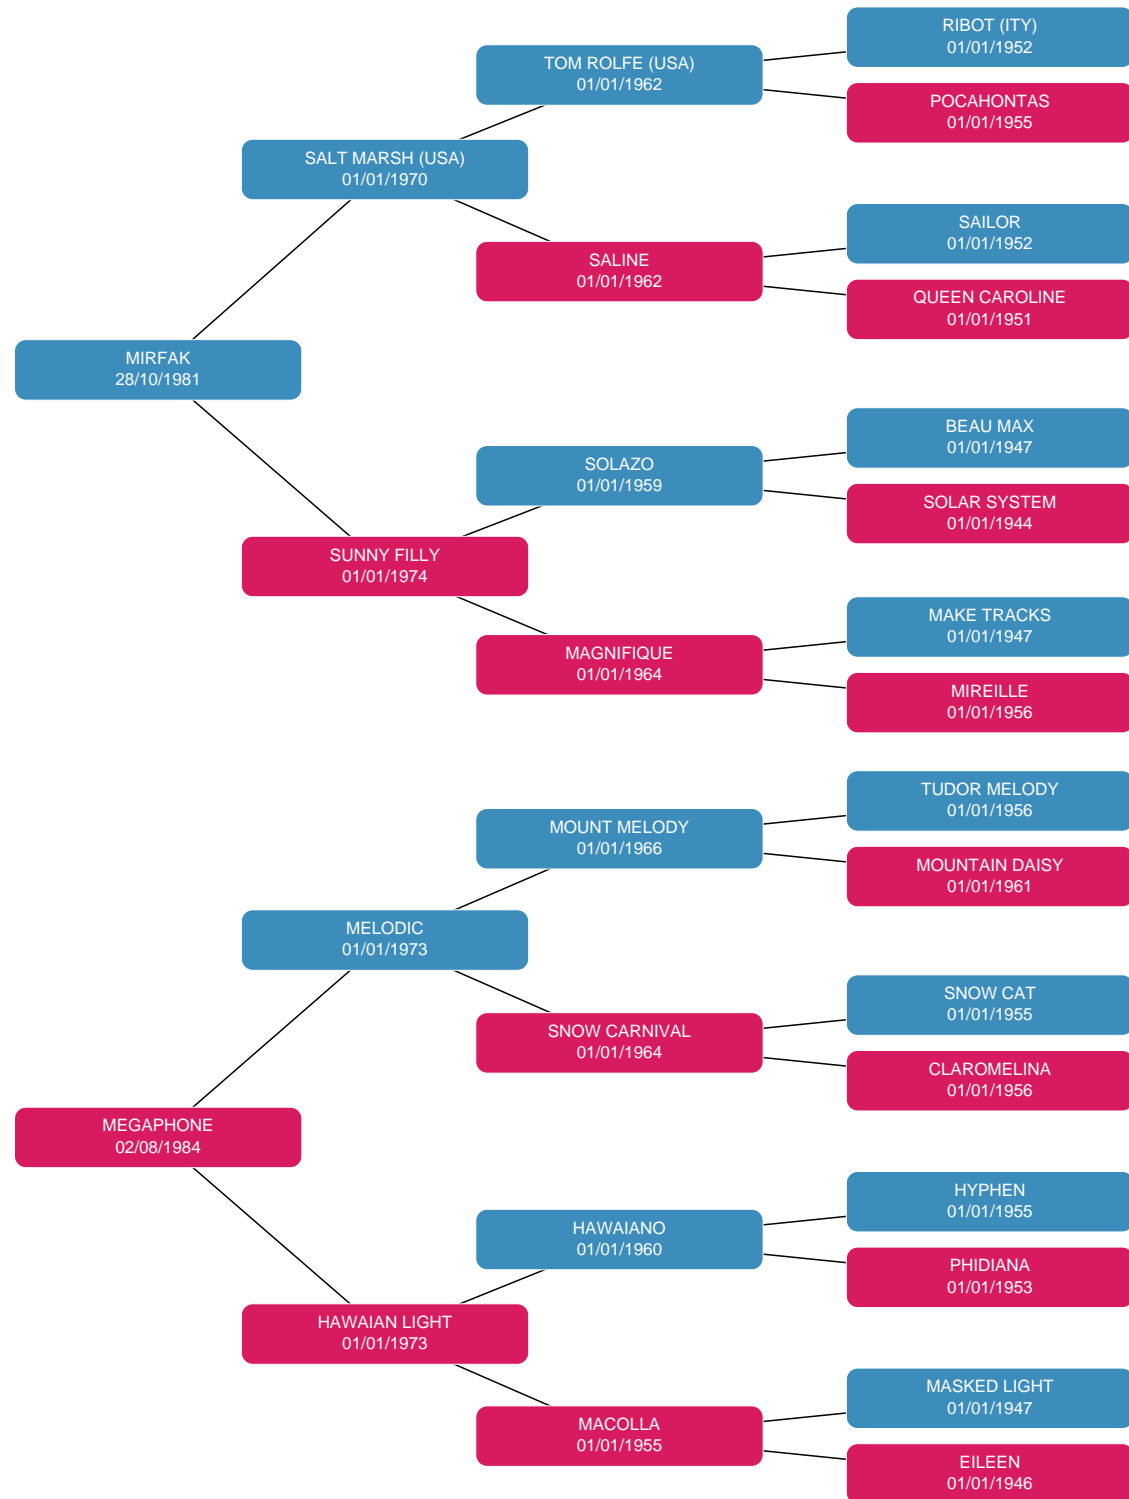 RIBOT (ITY)
01/01/1952
TOM ROLFE (USA)
01/01/1962
POCAHONTAS
01/01/1955
SALT MARSH (USA)
01/01/1970
SAILOR
01/01/1952
SALINE
01/01/1962
QUEEN CAROLINE
01/01/1951
MIRFAK
28/10/1981
BEAU MAX
01/01/1947
SOLAZO
01/01/1959
SOLAR SYSTEM
01/01/1944
SUNNY FILLY
01/01/1974
MAKE TRACKS
01/01/1947
MAGNIFIQUE
01/01/1964
MIREILLE
01/01/1956
TUDOR MELODY
01/01/1956
MOUNT MELODY
01/01/1966
MOUNTAIN DAISY
01/01/1961
MELODIC
01/01/1973
SNOW CAT
01/01/1955
SNOW CARNIVAL
01/01/1964
CLAROMELINA
01/01/1956
MEGAPHONE
02/08/1984
HYPHEN
01/01/1955
HAWAIANO
01/01/1960
PHIDIANA
01/01/1953
HAWAIAN LIGHT
01/01/1973
MASKED LIGHT
01/01/1947
MACOLLA
01/01/1955
EILEEN
01/01/1946